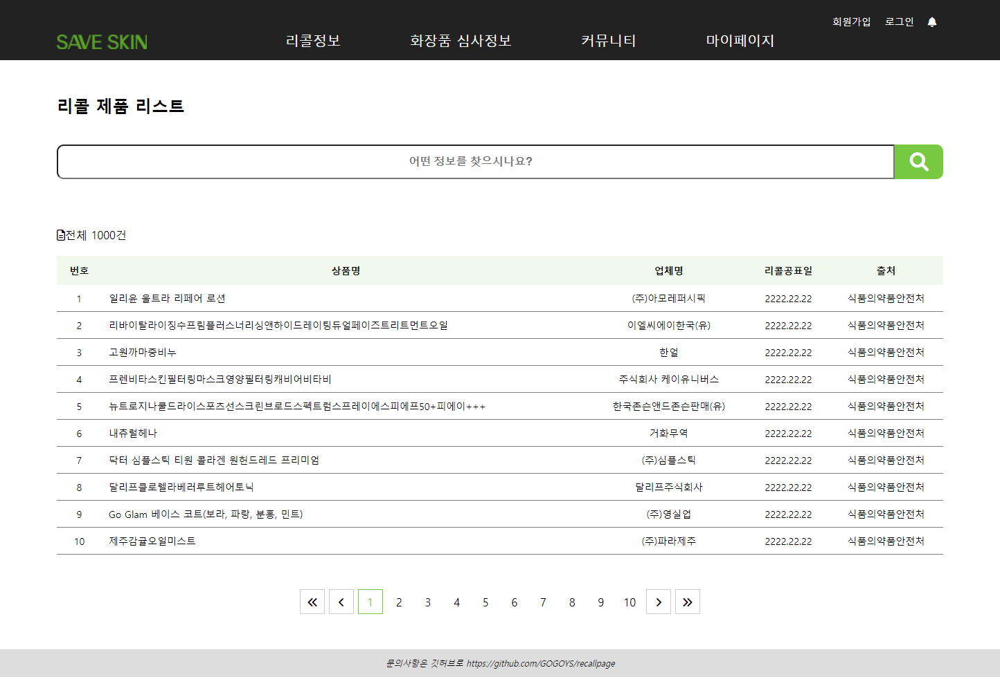 회원가입 로그인
SAVE SKIN 리콜정보 화장품 심사정보 커뮤니티 마이페이지
리콜 제품 리스트
어떤 정보를 찾으시나요?
전체 1000건
번호 상품명 업체명 리콜공표일 출처
1 일리윤 울트라 리페어 로션 (주)아모레퍼시픽 2222.22.22 식품의약품안전처
2 리바이탈라이징수프림플러스너리싱앤하이드레이팅듀얼페이즈트리트먼트오일 이엘씨에이한국(유) 2222.22.22 식품의약품안전처
3 고원까마중비누 한얼 2222.22.22 식품의약품안전처
4 프렌비타스킨필터링마스크영양필터링캐비어비타비 주식회사 케이유니버스 2222.22.22 식품의약품안전처
5 뉴트로지나쿨드라이스포츠선스크린브로드스펙트럼스프레이에스피에프50+피에이+++ 한국존슨앤드존슨판매(유) 2222.22.22 식품의약품안전처
6 내츄럴헤나 거화무역 2222.22.22 식품의약품안전처
7 닥터 심플스틱 티원 콜라겐 원헌드레드 프리미엄 (주)심플스틱 2222.22.22 식품의약품안전처
8 달리프클로렐라베러루트헤어토닉 달리프주식회사 2222.22.22 식품의약품안전처
9 Go Glam 베이스 코트(보라, 파랑, 분홍, 민트) (주)영실업 2222.22.22 식품의약품안전처
10 제주감귤오일미스트 (주)파라제주 2222.22.22 식품의약품안전처
1 2 3 4 5 6 7 8 9 10
문의사항은 깃허브로 https://github.com/GOGOYS/recallpage